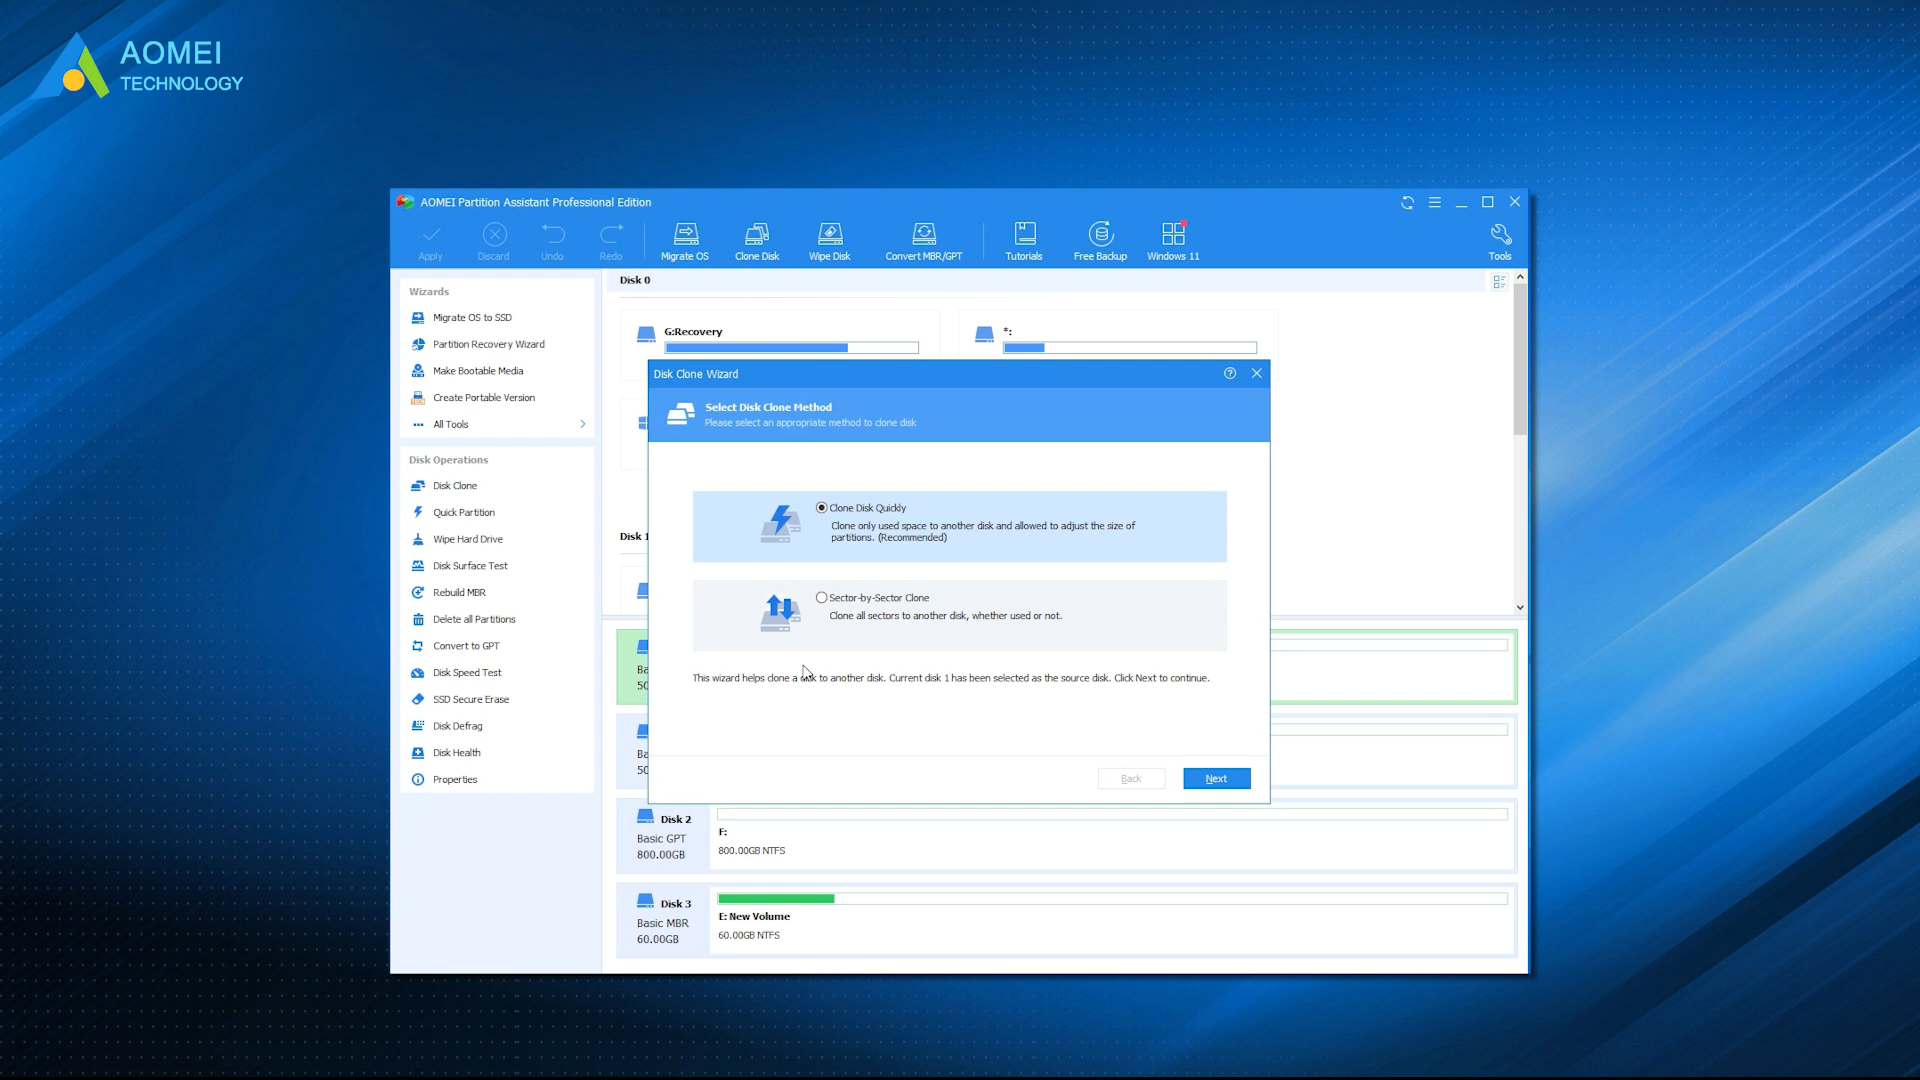 AOMEI
TECHNOLOGY
AOMEI Partition Assistant Professional Edition
Apply
Discard
Undo
Redo
Migrate OS
Clone Disk
Wipe Disk
Convert MBR/GPT
Tutorials
Free Backup
Windows 11
Tools
Wizards
Migrate OS to SSD
Partition Recovery Wizard
Make Bootable Media
Create Portable Version
All Tools
Disk Operations
Disk Clone
Quick Partition
Wipe Hard Drive
Disk Surface Test
Rebuild MBR
Delete all Partitions
Convert to GPT
Disk Speed Test
SSD Secure Erase
Disk Defrag
Disk Health
Properties
Disk 0
G:Recovery
*:
Disk 1
Disk Clone Wizard
Select Disk Clone Method
Please select an appropriate method to clone disk
Clone Disk Quickly
Clone only used space to another disk and allowed to adjust the size of
partitions. (Recommended)
Sector-by-Sector Clone
Clone all sectors to another disk, whether used or not.
This wizard helps clone a disk to another disk. Current disk 1 has been selected as the source disk. Click Next to continue.
Back
Next
Ba
50
Ba
50
Disk 2
Basic GPT
800.00GB
F:
800.00GB NTFS
Disk 3
Basic MBR
60.00GB
E: New Volume
60.00GB NTFS